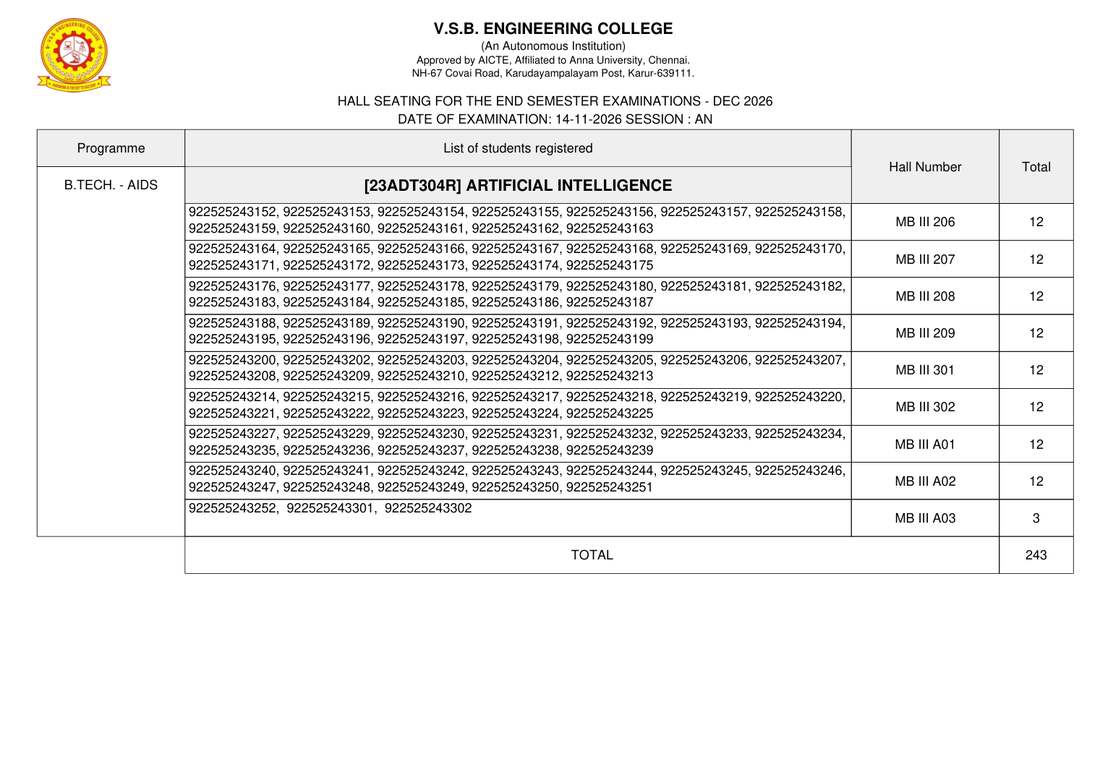 V.S.B. ENGINEERING COLLEGE
(An Autonomous Institution)
Approved by AICTE, Affiliated to Anna University, Chennai.
NH-67 Covai Road, Karudayampalayam Post, Karur-639111.
HALL SEATING FOR THE END SEMESTER EXAMINATIONS - DEC 2026
DATE OF EXAMINATION: 14-11-2026 SESSION : AN
Programme
List of students registered
Hall Number
Total
B.TECH. - AIDS
[23ADT304R] ARTIFICIAL INTELLIGENCE
922525243152, 922525243153, 922525243154, 922525243155, 922525243156, 922525243157, 922525243158,
922525243159, 922525243160, 922525243161, 922525243162, 922525243163
MB III 206
12
922525243164, 922525243165, 922525243166, 922525243167, 922525243168, 922525243169, 922525243170,
922525243171, 922525243172, 922525243173, 922525243174, 922525243175
MB III 207
12
922525243176, 922525243177, 922525243178, 922525243179, 922525243180, 922525243181, 922525243182,
922525243183, 922525243184, 922525243185, 922525243186, 922525243187
MB III 208
12
922525243188, 922525243189, 922525243190, 922525243191, 922525243192, 922525243193, 922525243194,
922525243195, 922525243196, 922525243197, 922525243198, 922525243199
MB III 209
12
922525243200, 922525243202, 922525243203, 922525243204, 922525243205, 922525243206, 922525243207,
922525243208, 922525243209, 922525243210, 922525243212, 922525243213
MB III 301
12
922525243214, 922525243215, 922525243216, 922525243217, 922525243218, 922525243219, 922525243220,
922525243221, 922525243222, 922525243223, 922525243224, 922525243225
MB III 302
12
922525243227, 922525243229, 922525243230, 922525243231, 922525243232, 922525243233, 922525243234,
922525243235, 922525243236, 922525243237, 922525243238, 922525243239
MB III A01
12
922525243240, 922525243241, 922525243242, 922525243243, 922525243244, 922525243245, 922525243246,
922525243247, 922525243248, 922525243249, 922525243250, 922525243251
MB III A02
12
922525243252, 922525243301, 922525243302
MB III A03
3
TOTAL
243